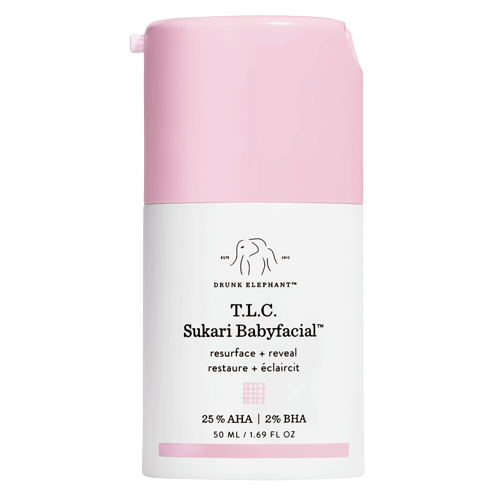 ESTD 2012
DRUNK ELEPHANT™
T.L.C.
Sukari Babyfacial™
resurface + reveal
restaure + éclaircit
25% AHA | 2% BHA
50 ML / 1.69 FL OZ